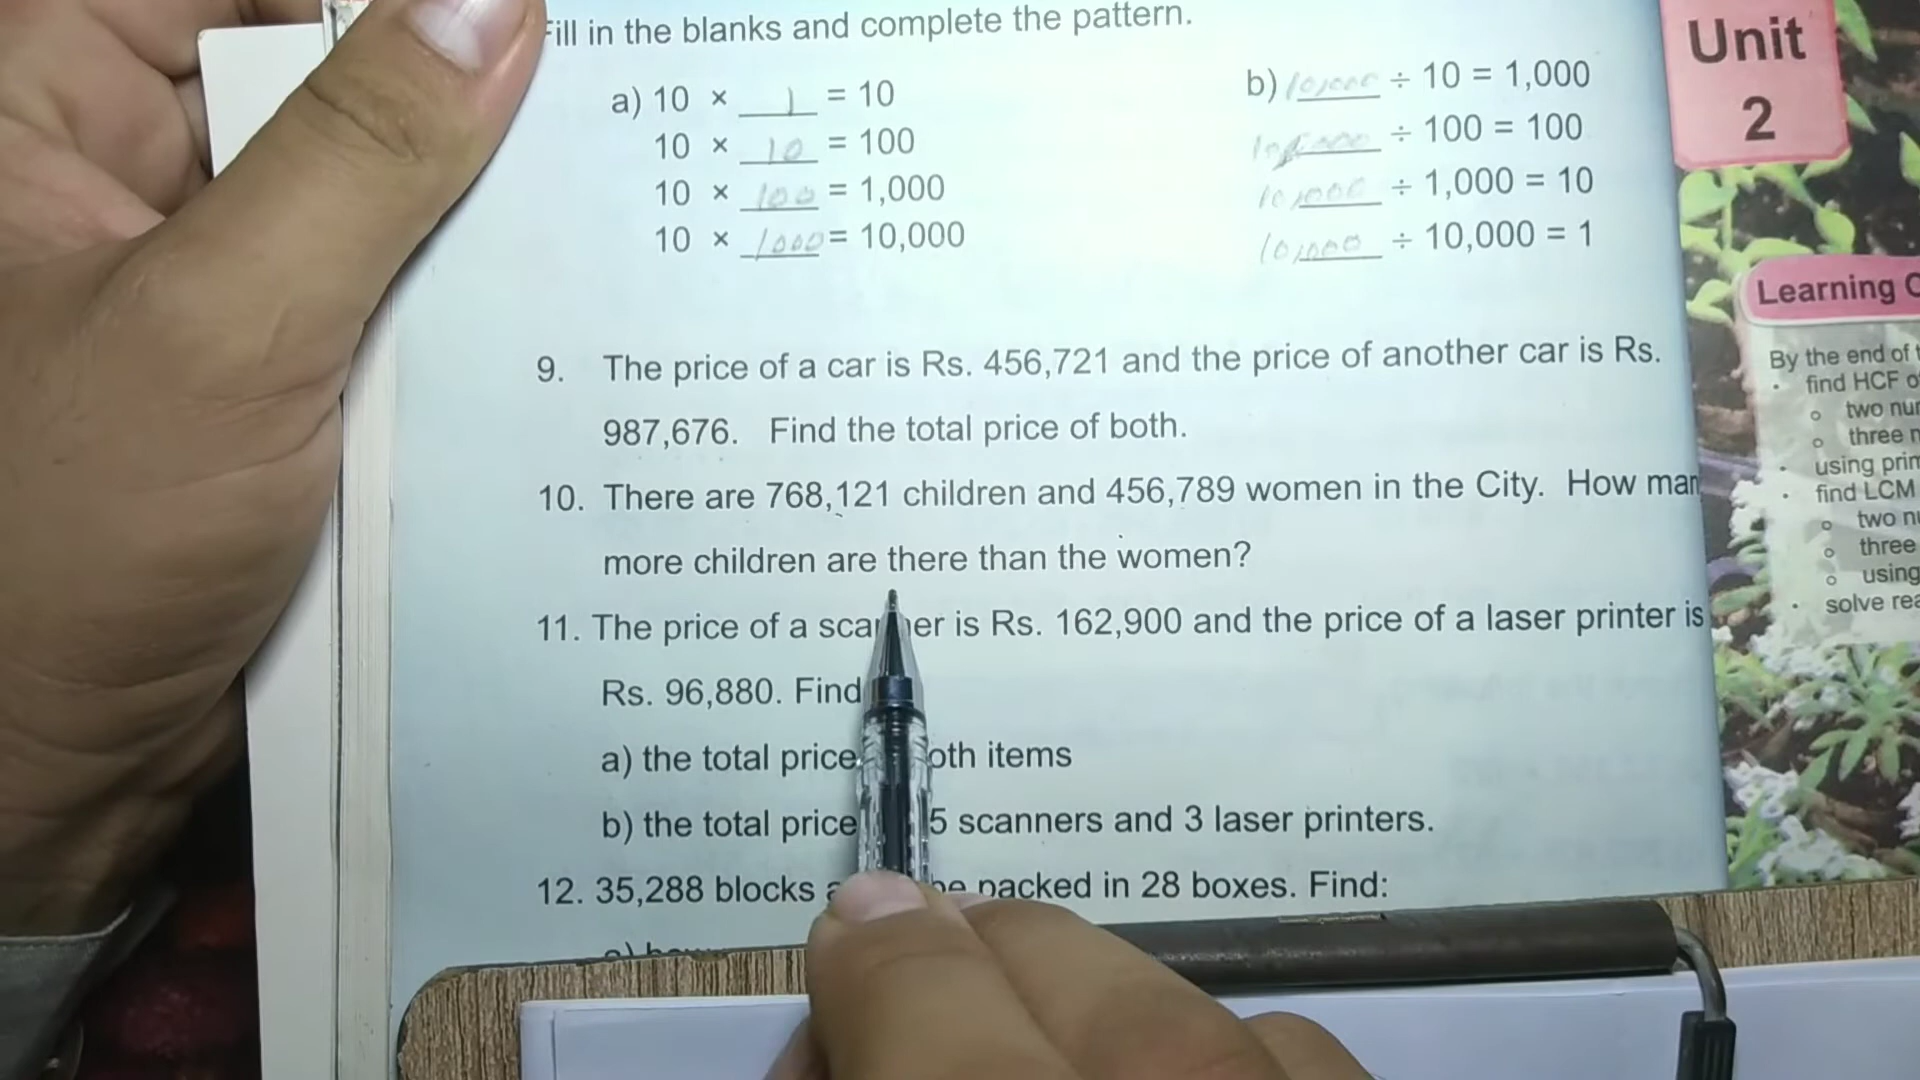 Fill in the blanks and complete the pattern.
a) 10 × 1 = 10
10 × 10 = 100
10 × 100 = 1,000
10 × 1000 = 10,000
b) 10,000 ÷ 10 = 1,000
÷ 100 = 100
10,000 ÷ 1,000 = 10
10,000 ÷ 10,000 = 1
9. The price of a car is Rs. 456,721 and the price of another car is Rs.
987,676. Find the total price of both.
10. There are 768,121 children and 456,789 women in the City. How
more children are there than the women?
11. The price of a is Rs. 162,900 and the price of a laser printer is
Rs. 96,880. Find
a) the total price items
b) the total price 5 scanners and 3 laser printers.
12. 35,288 blocks packed in 28 boxes. Find:
Unit
2
Learning
By the end of
• find HCF
o two
o three
• using
• find LCM
o two
o three
o using
• solve